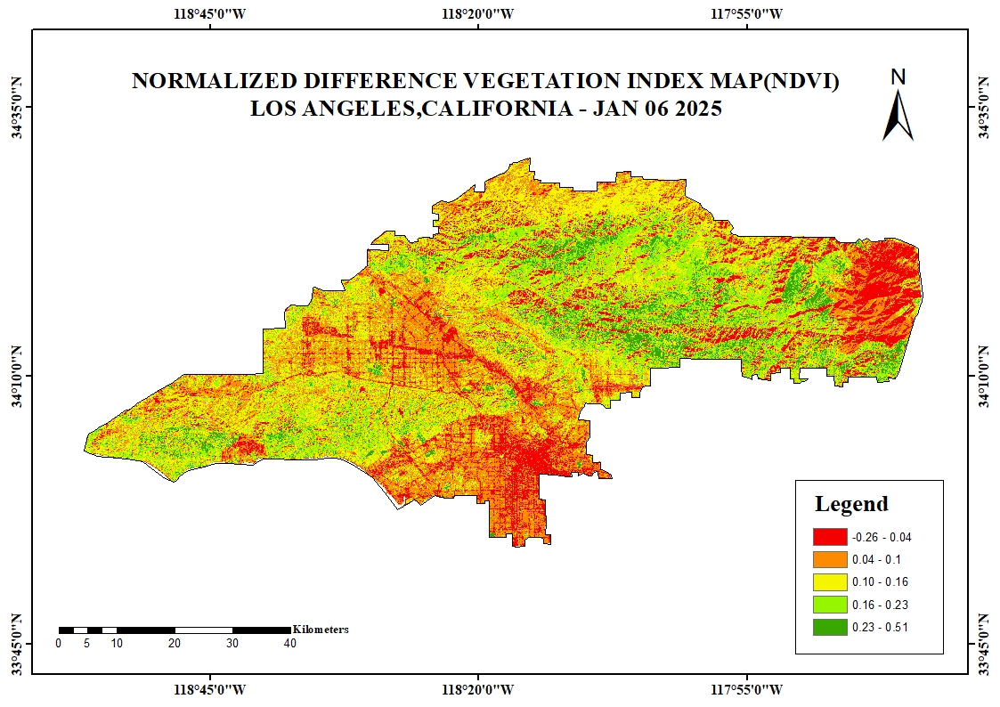 118°45'0"W 118°20'0"W 117°55'0"W
NORMALIZED DIFFERENCE VEGETATION INDEX MAP(NDVI)
LOS ANGELES,CALIFORNIA - JAN 06 2025
N
34°35'0"N 34°35'0"N
34°10'0"N 34°10'0"N
Legend
-0.26 - 0.04
0.04 - 0.1
0.10 - 0.16
0.16 - 0.23
0.23 - 0.51
Kilometers
0 5 10 20 30 40
33°45'0"N 33°45'0"N
118°45'0"W 118°20'0"W 117°55'0"W